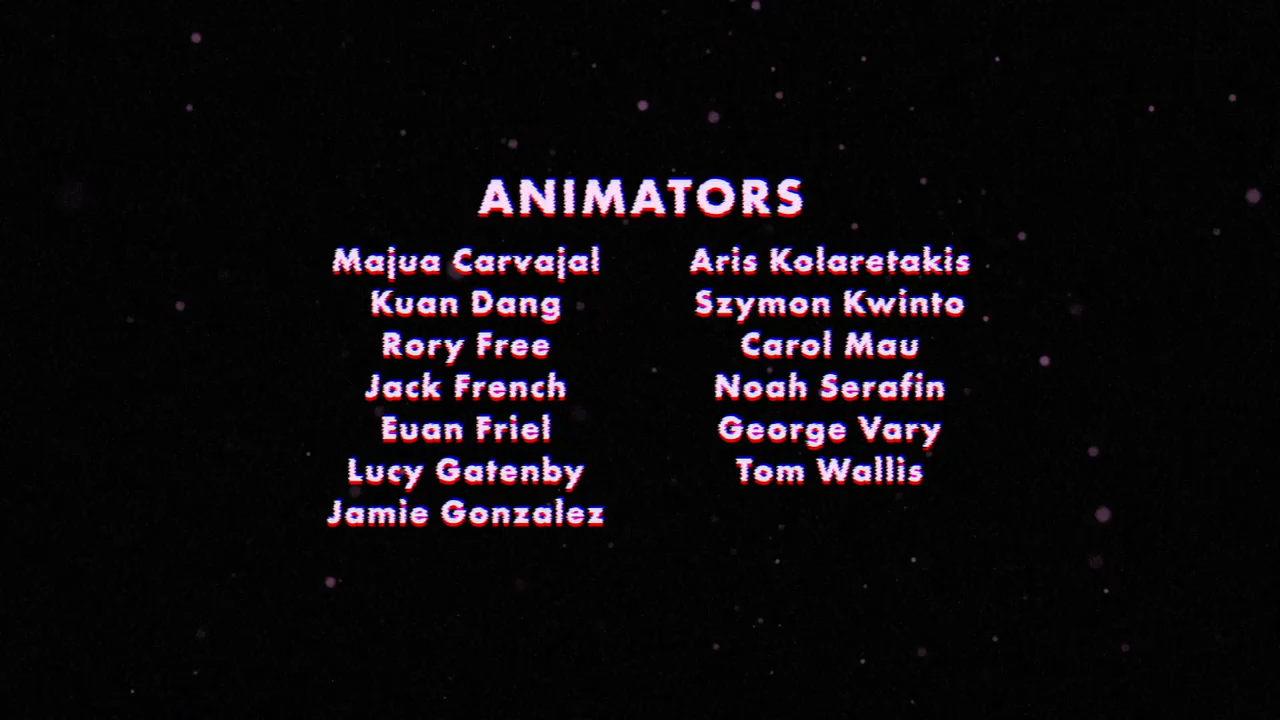 ANIMATORS
Majua Carvajal
Kuan Dang
Rory Free
Jack French
Euan Friel
Lucy Gatenby
Jamie Gonzalez
Aris Kolaretakis
Szymon Kwinto
Carol Mau
Noah Serafin
George Vary
Tom Wallis